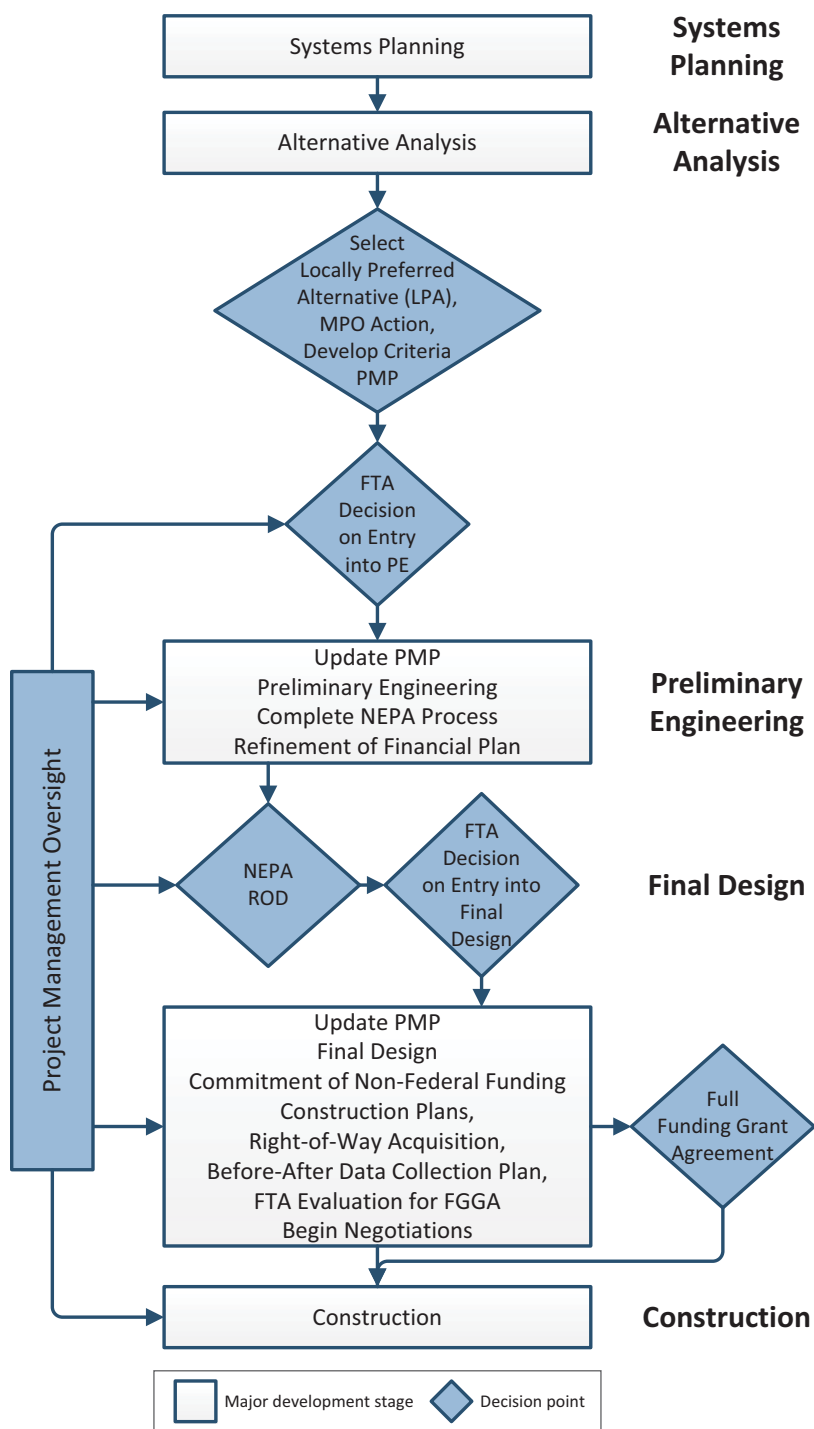 Systems Planning
Systems
Planning
Alternative Analysis
Alternative
Analysis
Select
Locally Preferred
Alternative (LPA),
MPO Action,
Develop Criteria
PMP
FTA
Decision
on Entry
into PE
Project Management Oversight
Update PMP
Preliminary Engineering
Complete NEPA Process
Refinement of Financial Plan
Preliminary
Engineering
NEPA
ROD
FTA
Decision
on Entry into
Final
Design
Final Design
Update PMP
Final Design
Commitment of Non-Federal Funding
Construction Plans,
Right-of-Way Acquisition,
Before-After Data Collection Plan,
FTA Evaluation for FGGA
Begin Negotiations
Full
Funding Grant
Agreement
Construction
Construction
Major development stage
Decision point